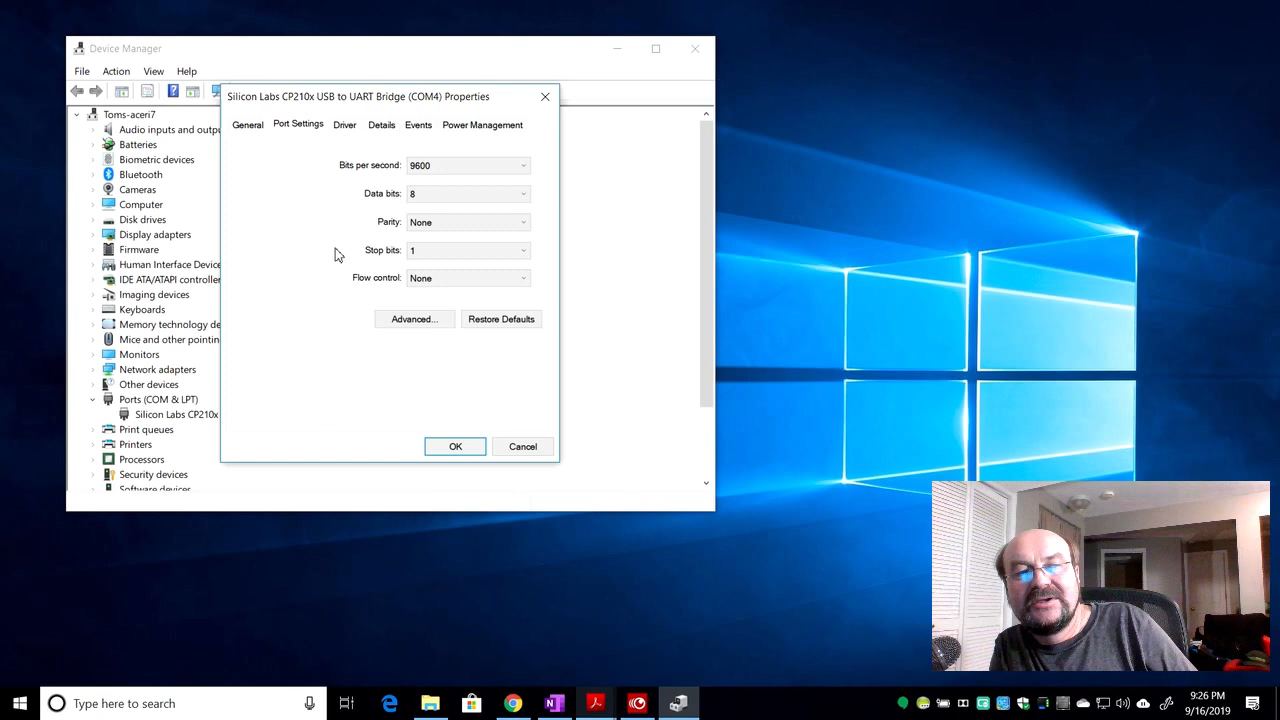 Device Manager
File Action View Help
Silicon Labs CP210x USB to UART Bridge (COM4) Properties
General Port Settings Driver Details Events Power Management
Bits per second: 9600
Data bits: 8
Parity: None
Stop bits: 1
Flow control: None
Advanced... Restore Defaults
OK Cancel
Toms-aceri7
Audio inputs and outpu
Batteries
Biometric devices
Bluetooth
Cameras
Computer
Disk drives
Display adapters
Firmware
Human Interface Device
IDE ATA/ATAPI controller
Imaging devices
Keyboards
Memory technology de
Mice and other pointin
Monitors
Network adapters
Other devices
Ports (COM & LPT)
Silicon Labs CP210x
Print queues
Printers
Processors
Security devices
Software devices
Type here to search
9:26 PM
9/16/2019